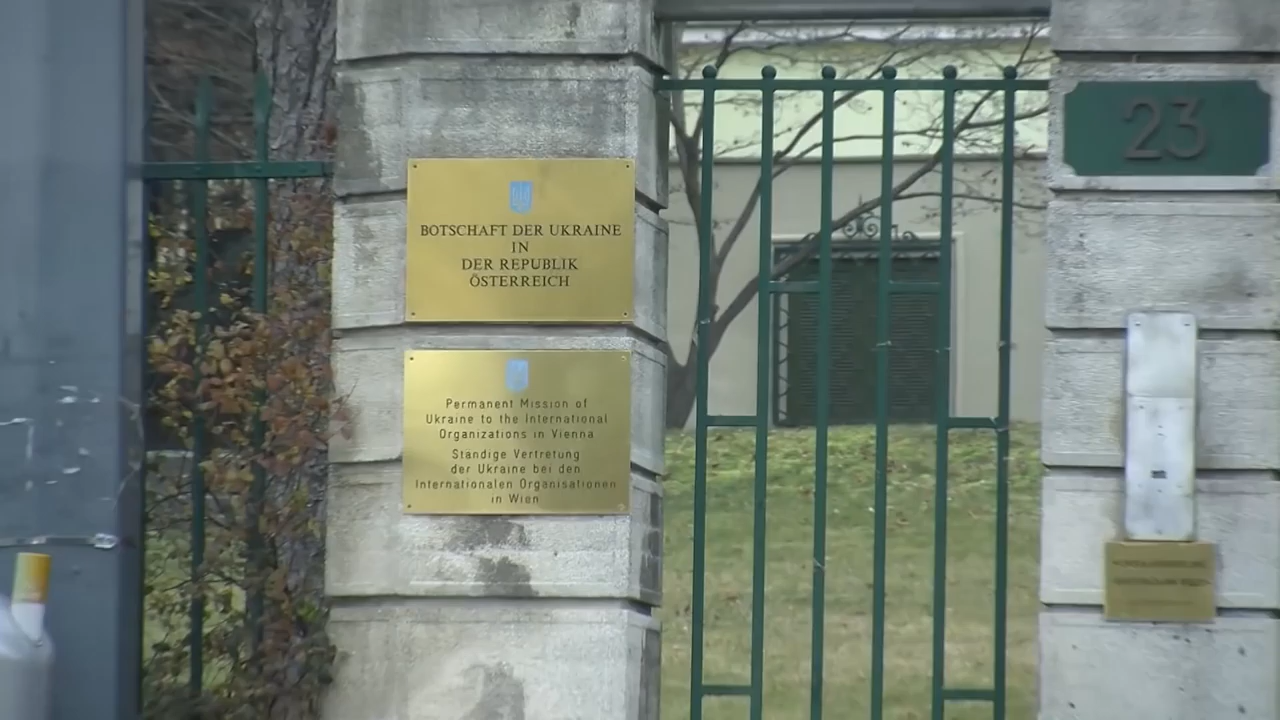 BOTSCHAFT DER UKRAINE
IN
DER REPUBLIK
ÖSTERREICH
Permanent Mission of
Ukraine to the International
Organizations in Vienna
Ständige Vertretung
der Ukraine bei den
Internationalen Organisationen
in Wien
23